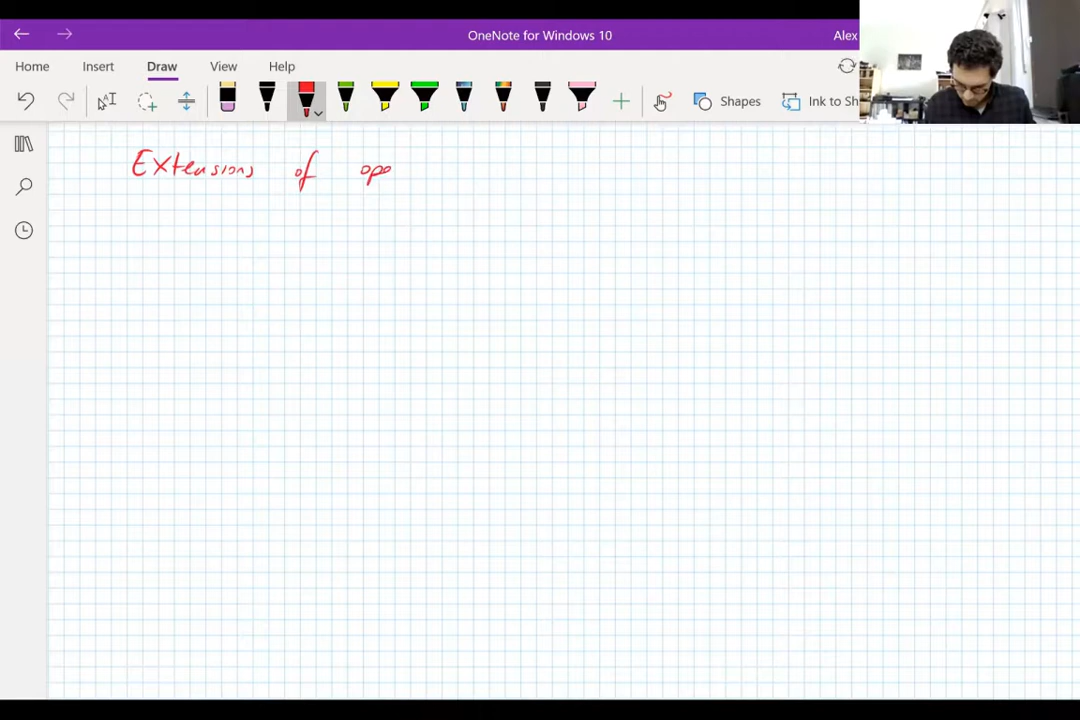 OneNote for Windows 10
Alex
Home Insert Draw View Help
Shapes Ink to Sh
Extensions of ope